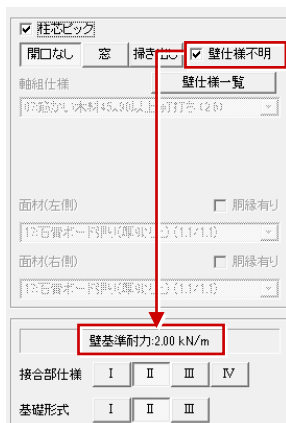 柱芯ピック
開口なし 窓 掃き出し 壁仕様不明
軸組仕様 壁仕様一覧
面材(左側) 胴縁有り
面材(右側) 胴縁有り
壁基準耐力:2.00 kN/m
接合部仕様 I II III IV
基礎形式 I II III